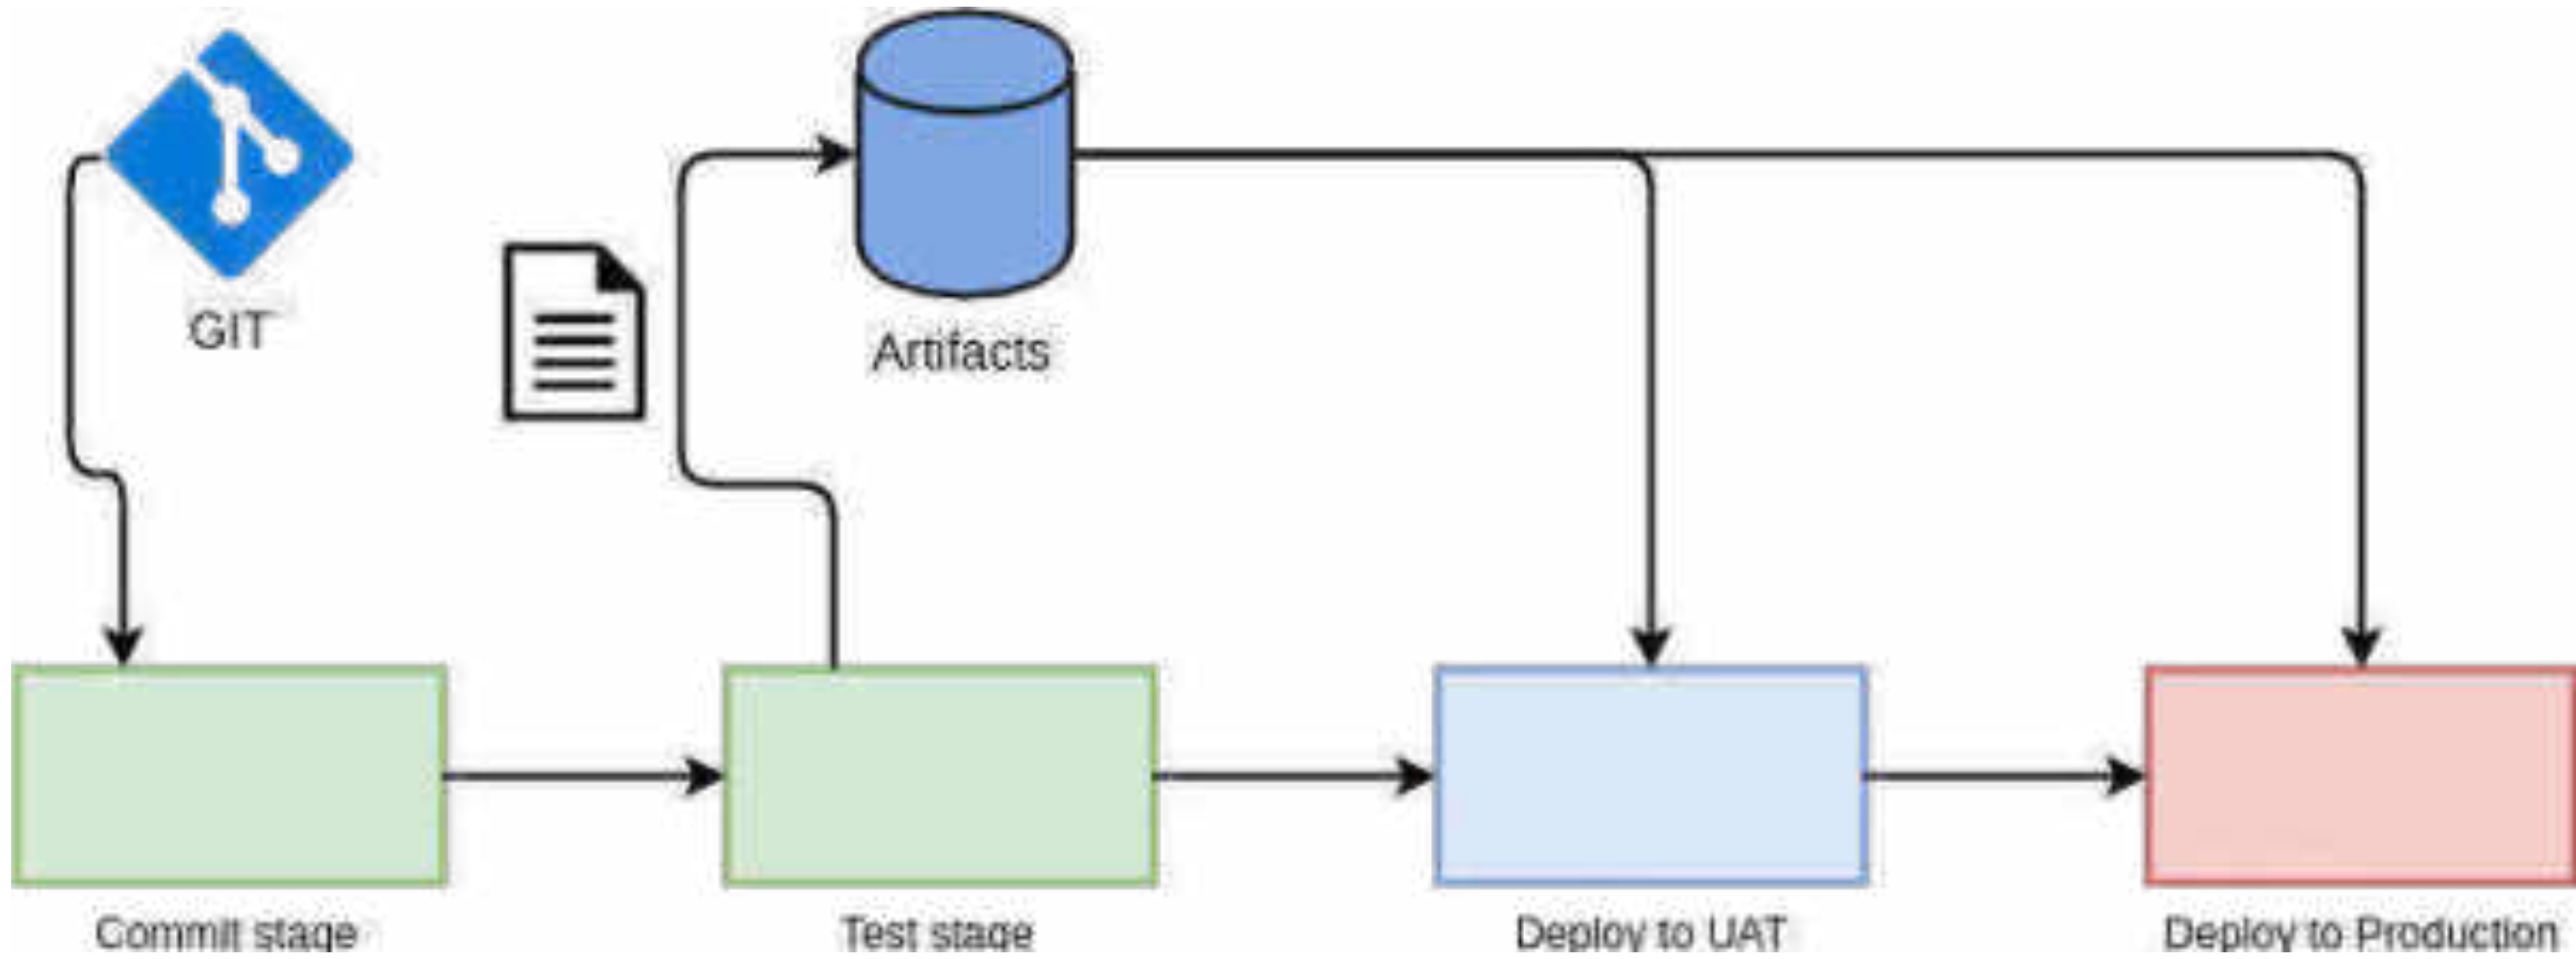 GIT
Artifacts
Commit stage
Test stage
Deploy to UAT
Deploy to Production